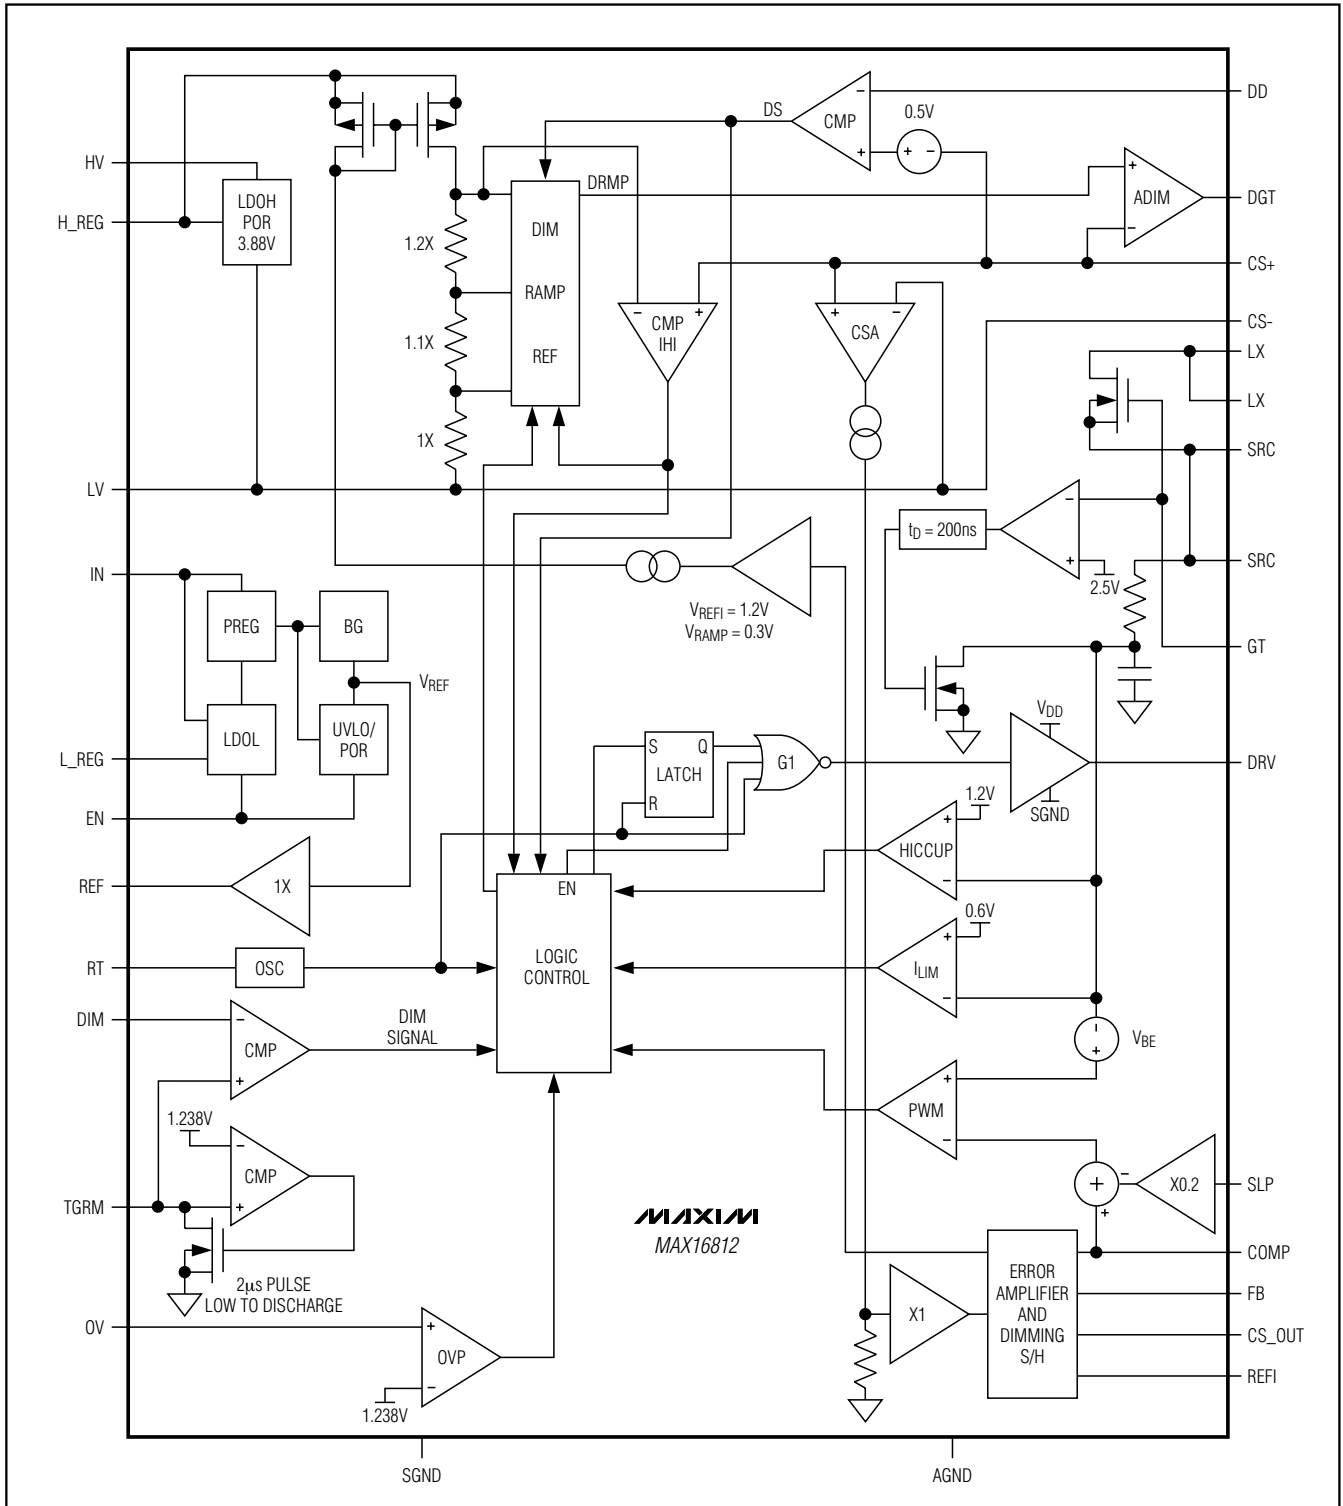 DD
DS
CMP
−
+
0.5V
+ −
HV
LDOH
POR
3.88V
H_REG
DRMP
DIM
RAMP
REF
1.2X
1.1X
1X
+
−
ADIM
DGT
CS+
− +
CMP
IHI
+ −
CSA
CS-
LX
LX
SRC
LV
tD = 200ns
−
+
2.5V
SRC
IN
PREG
BG
VREFI = 1.2V
VRAMP = 0.3V
GT
VREF
LDOL
UVLO/
POR
L_REG
S Q
LATCH
R
G1
VDD
SGND
DRV
EN
1.2V
+
HICCUP
−
REF
1X
EN
LOGIC
CONTROL
0.6V
+
ILIM
−
RT
OSC
DIM
−
CMP
+
DIM
SIGNAL
−
+
VBE
+
PWM
−
1.238V
−
CMP
+
TGRM
2µs PULSE
LOW TO DISCHARGE
+
−
+
X0.2
SLP
MAXIM
MAX16812
COMP
ERROR
AMPLIFIER
AND
DIMMING
S/H
X1
FB
CS_OUT
REFI
OV
+
OVP
−
1.238V
SGND
AGND